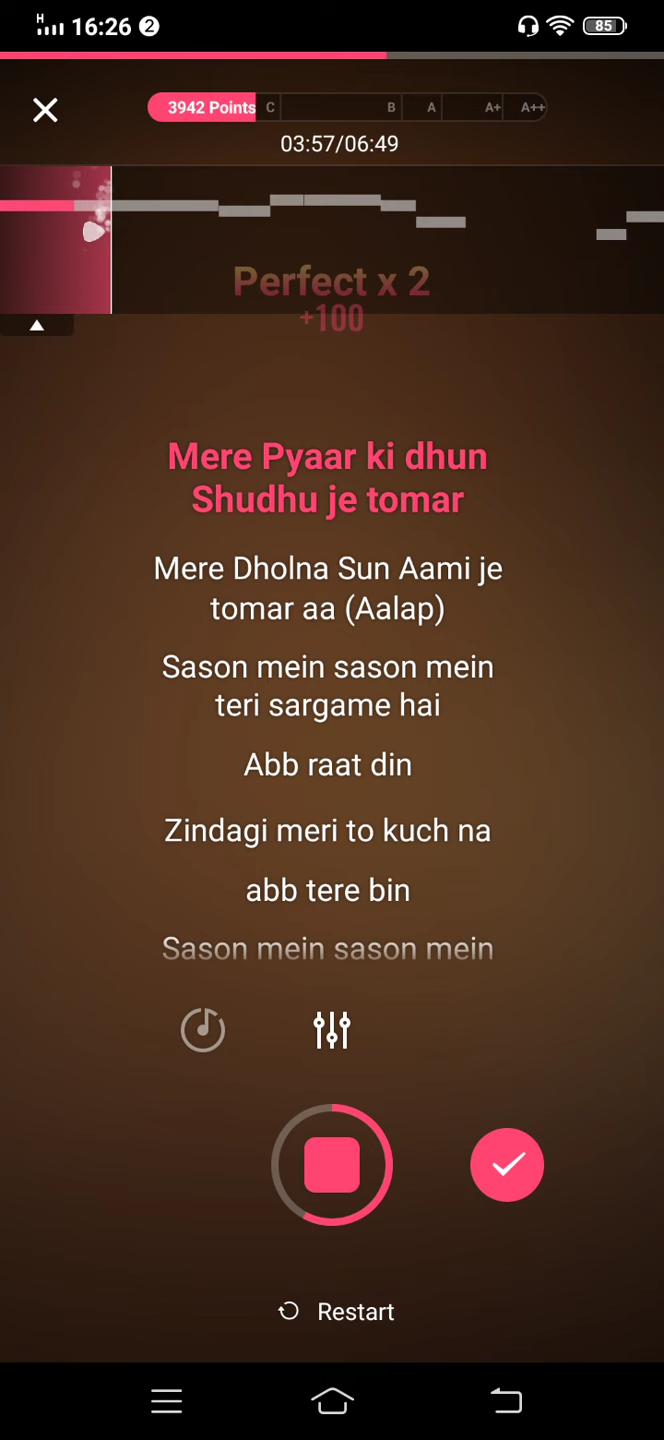 H 16:26 2 85
3942 Points C B A A+ A++
03:57/06:49
Perfect x 2
+100
Mere Pyaar ki dhun
Shudhu je tomar
Mere Dholna Sun Aami je
tomar aa (Aalap)
Sason mein sason mein
teri sargame hai
Abb raat din
Zindagi meri to kuch na
abb tere bin
Sason mein sason mein
Restart